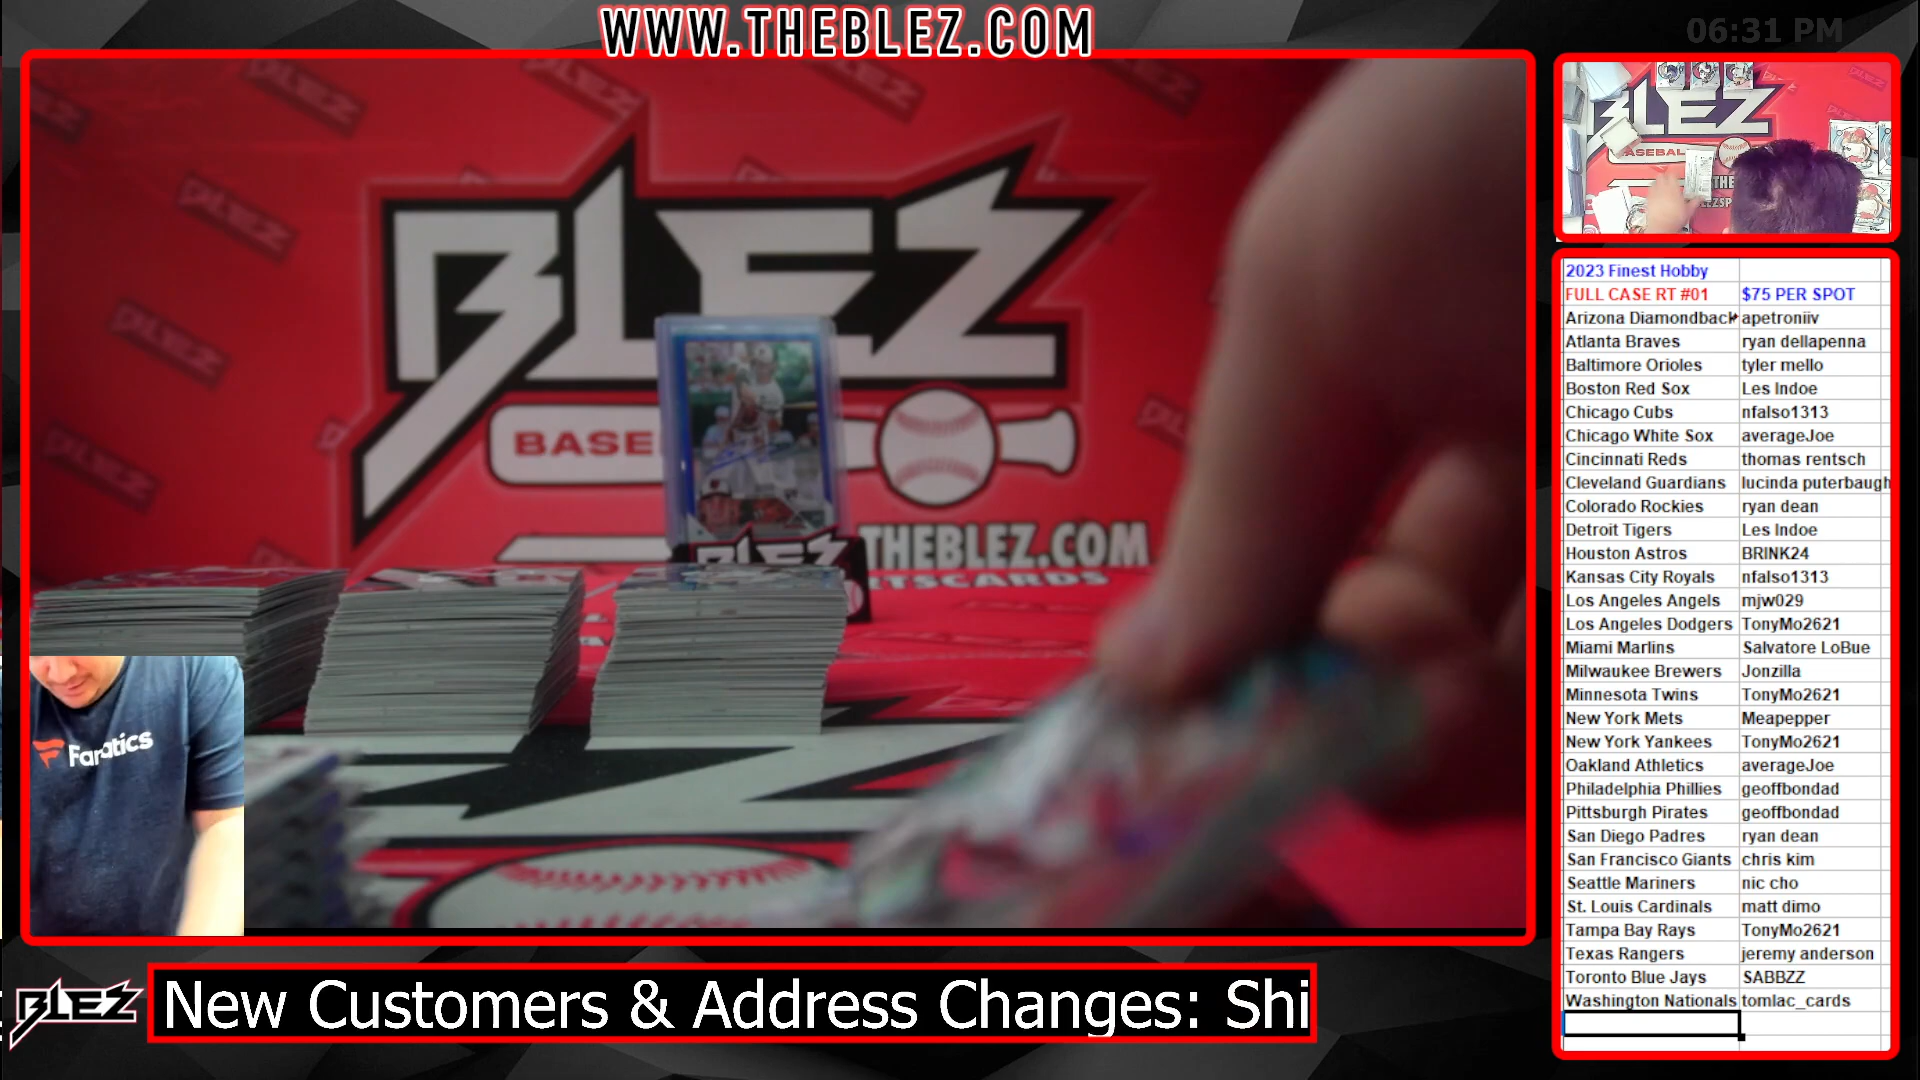 WWW.THEBLEZ.COM
06:31 PM
BLEZ
BASE
THEBLEZ.COM
RTSCARDS
BLEZ
Fanatics
BLEZ
BASEBAL
2023 Finest Hobby
FULL CASE RT #01 $75 PER SPOT
Arizona Diamondback apetroniiv
Atlanta Braves ryan dellapenna
Baltimore Orioles tyler mello
Boston Red Sox Les Indoe
Chicago Cubs nfalso1313
Chicago White Sox averageJoe
Cincinnati Reds thomas rentsch
Cleveland Guardians lucinda puterbaugh
Colorado Rockies ryan dean
Detroit Tigers Les Indoe
Houston Astros BRINK24
Kansas City Royals nfalso1313
Los Angeles Angels mjw029
Los Angeles Dodgers TonyMo2621
Miami Marlins Salvatore LoBue
Milwaukee Brewers Jonzilla
Minnesota Twins TonyMo2621
New York Mets Meapepper
New York Yankees TonyMo2621
Oakland Athletics averageJoe
Philadelphia Phillies geoffbondad
Pittsburgh Pirates geoffbondad
San Diego Padres ryan dean
San Francisco Giants chris kim
Seattle Mariners nic cho
St. Louis Cardinals matt dimo
Tampa Bay Rays TonyMo2621
Texas Rangers jeremy anderson
Toronto Blue Jays SABBZZ
Washington Nationals tomlac_cards
BLEZ
New Customers & Address Changes: Shi